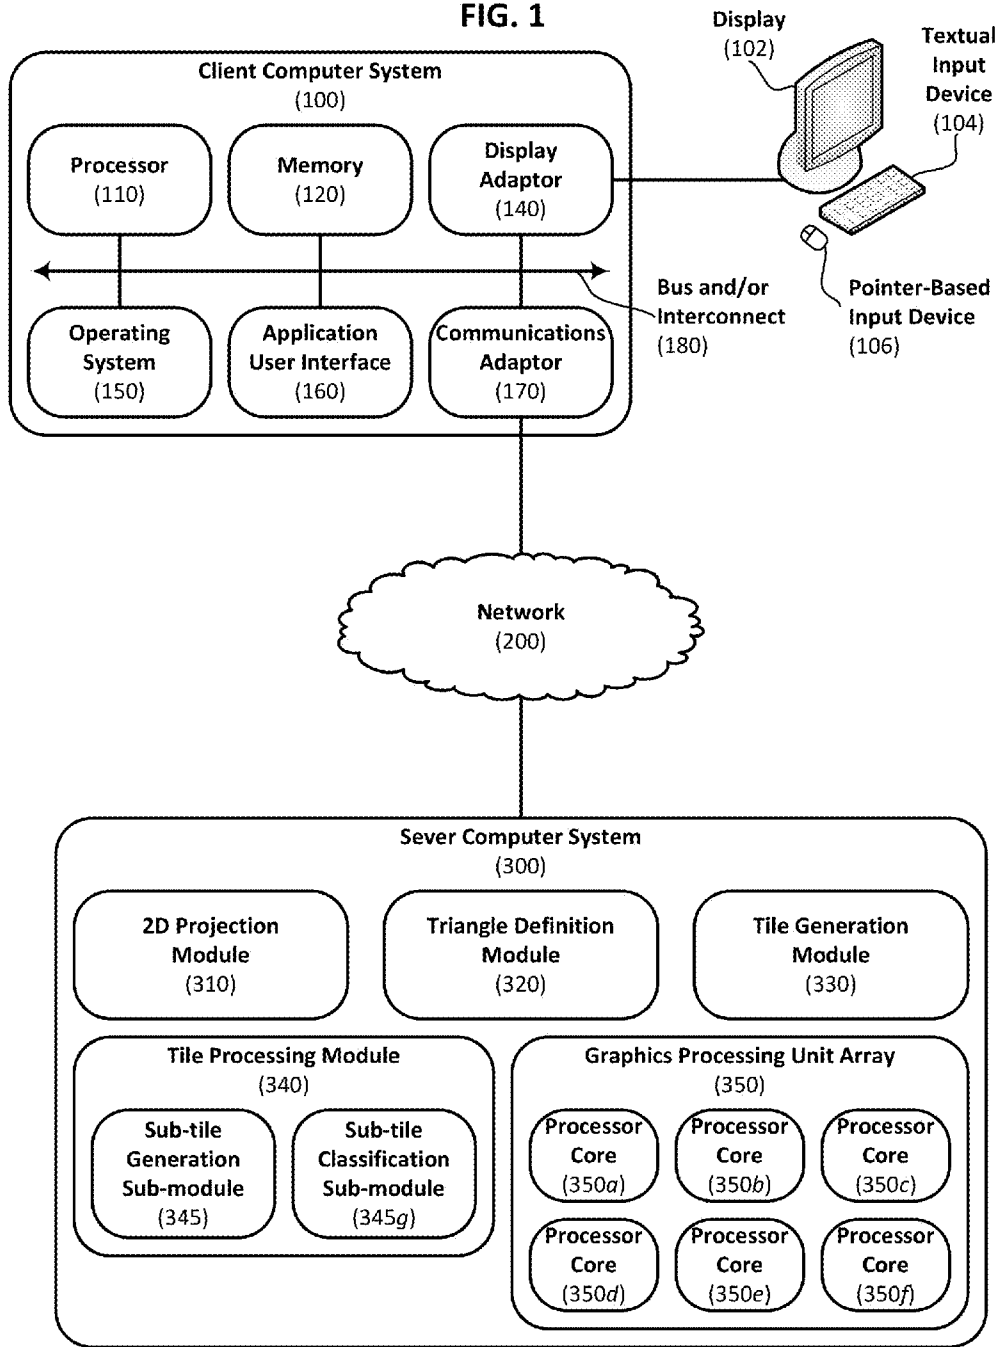 FIG. 1
Display
(102)
Textual
Input
Device
(104)
Client Computer System
(100)
Processor
(110)
Memory
(120)
Display
Adaptor
(140)
Bus and/or
Interconnect
(180)
Pointer-Based
Input Device
(106)
Operating
System
(150)
Application
User Interface
(160)
Communications
Adaptor
(170)
Network
(200)
Sever Computer System
(300)
2D Projection
Module
(310)
Triangle Definition
Module
(320)
Tile Generation
Module
(330)
Tile Processing Module
(340)
Sub-tile
Generation
Sub-module
(345)
Sub-tile
Classification
Sub-module
(345g)
Graphics Processing Unit Array
(350)
Processor
Core
(350a)
Processor
Core
(350b)
Processor
Core
(350c)
Processor
Core
(350d)
Processor
Core
(350e)
Processor
Core
(350f)